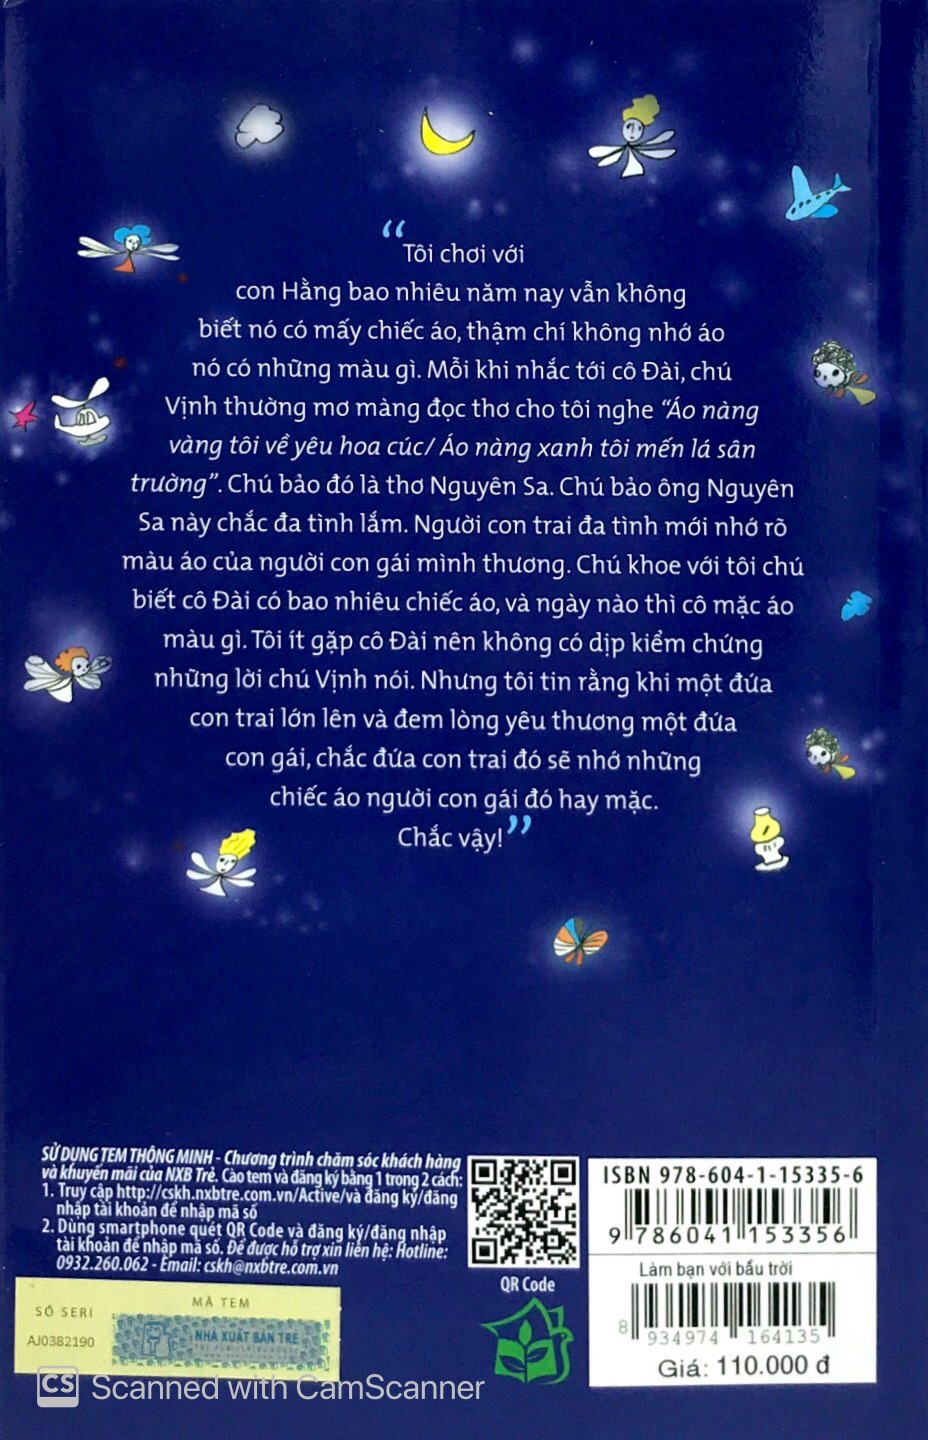 “Tôi chơi với
con Hằng bao nhiêu năm nay vẫn không
biết nó có mấy chiếc áo, thậm chí không nhớ áo
nó có những màu gì. Mỗi khi nhắc tới cô Đài, chú
Vịnh thường mơ màng đọc thơ cho tôi nghe “Áo nàng
vàng tôi về yêu hoa cúc/ Áo nàng xanh tôi mến lá sân
trường”. Chú bảo đó là thơ Nguyên Sa. Chú bảo ông Nguyên
Sa này chắc đa tình lắm. Người con trai đa tình mới nhớ rõ
màu áo của người con gái mình thương. Chú khoe với tôi chú
biết cô Đài có bao nhiêu chiếc áo, và ngày nào thì cô mặc áo
màu gì. Tôi ít gặp cô Đài nên không có dịp kiểm chứng
những lời chú Vịnh nói. Nhưng tôi tin rằng khi một đứa
con trai lớn lên và đem lòng yêu thương một đứa
con gái, chắc đứa con trai đó sẽ nhớ những
chiếc áo người con gái đó hay mặc.
Chắc vậy!”
SỬ DỤNG TEM THÔNG MINH - Chương trình chăm sóc khách hàng
và khuyến mãi của NXB Trẻ. Cào tem và đăng ký bằng 1 trong 2 cách:
1. Truy cập http://cskh.nxbtre.com.vn/Active/và đăng ký/đăng
nhập tài khoản để nhập mã số
2. Dùng smartphone quét QR Code và đăng ký/đăng nhập
tài khoản để nhập mã số. Để được hỗ trợ xin liên hệ: Hotline:
0932.260.062 - Email: cskh@nxbtre.com.vn
QR Code
SỐ SERI
AJ0382190
MÃ TEM
NHÀ XUẤT BẢN TRẺ
ISBN 978-604-1-15335-6
9 786041 153356
Làm bạn với bầu trời
8 934974 164135
Giá: 110.000 đ
CS Scanned with CamScanner